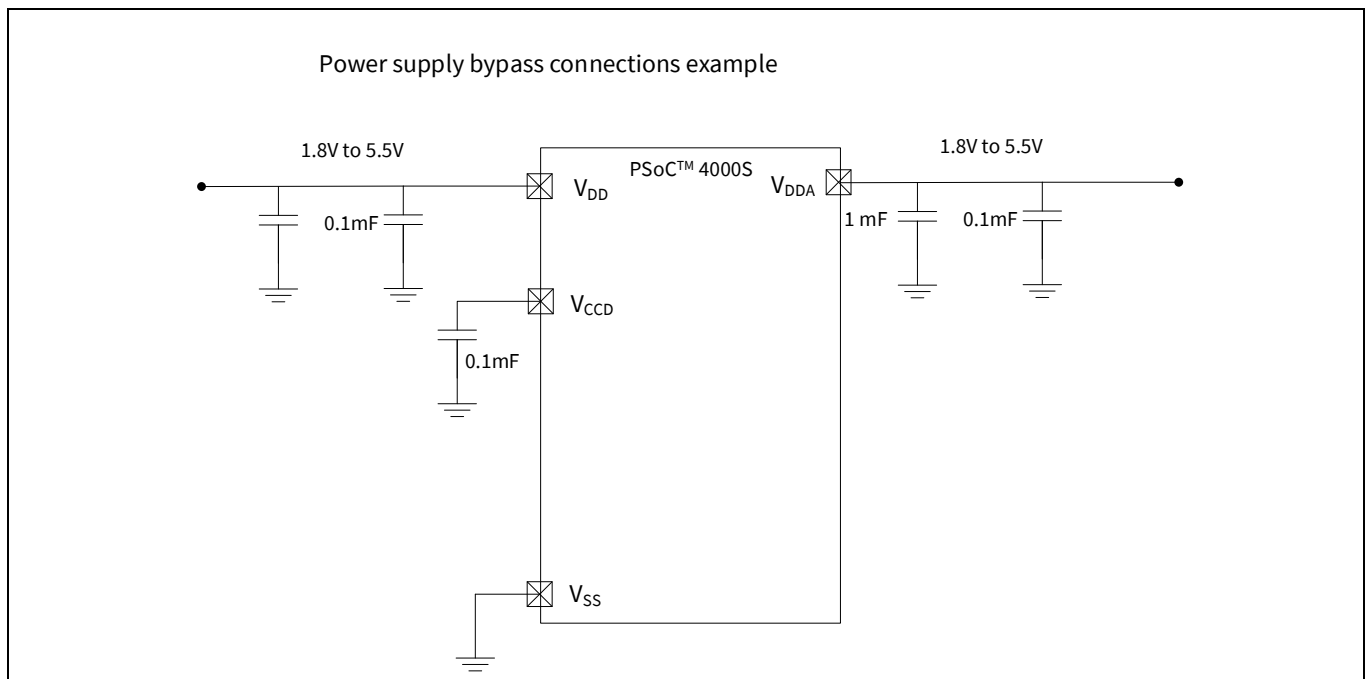 Power supply bypass connections example
1.8V to 5.5V
1.8V to 5.5V
PSoC™ 4000S
V_DD
V_DDA
0.1mF
1 mF
0.1mF
V_CCD
0.1mF
V_SS